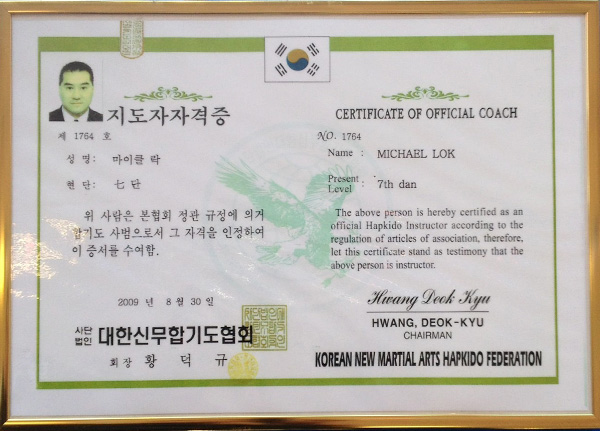 지도자자격증
제 1764 호
성 명: 마이클 락
현 단: 七 단
위 사람은 본협회 정관 규정에 의거
합기도 사범으로서 그 자격을 인정하여
이 증서를 수여함.
2009 년 8 월 30 일
사단
법인 대한신무합기도협회
회장 황 덕 규
CERTIFICATE OF OFFICIAL COACH
NO. 1764
Name : MICHAEL LOK
Present
Level : 7th dan
The above person is hereby certified as an
official Hapkido Instructor according to the
regulation of articles of association, therefore,
let this certificate stand as testimony that the
above person is instructor.
Hwang Deok Kyu
HWANG, DEOK-KYU
CHAIRMAN
KOREAN NEW MARTIAL ARTS HAPKIDO FEDERATION